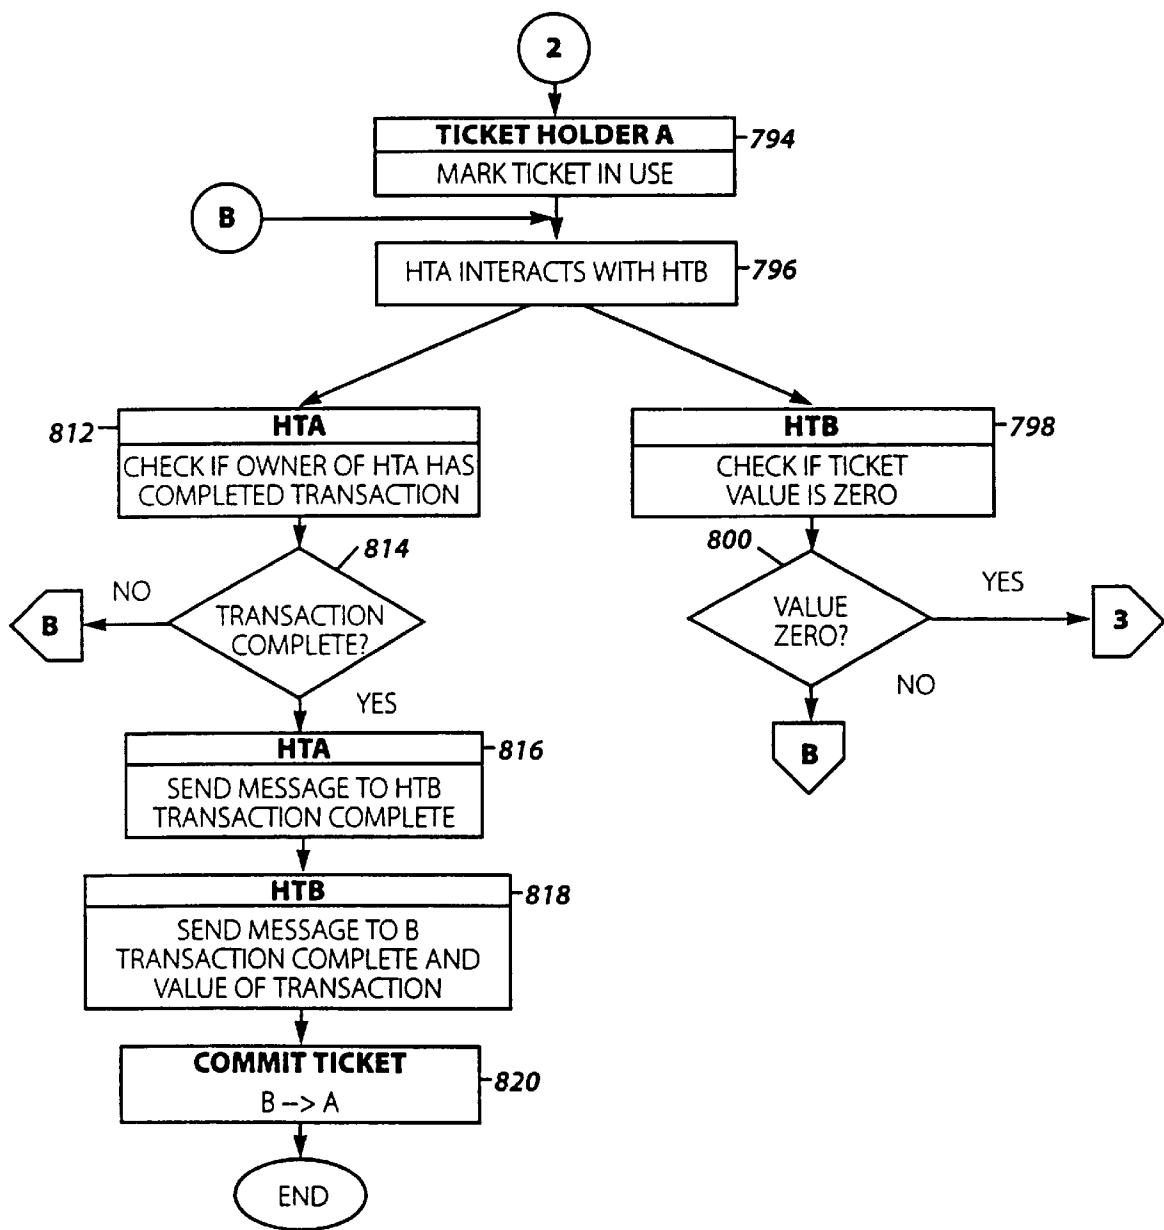 2
TICKET HOLDER A
794
MARK TICKET IN USE
B
HTA INTERACTS WITH HTB
796
812
HTA
CHECK IF OWNER OF HTA HAS
COMPLETED TRANSACTION
HTB
798
CHECK IF TICKET
VALUE IS ZERO
814
NO
B
TRANSACTION
COMPLETE?
YES
800
VALUE
ZERO?
YES
3
NO
B
HTA
816
SEND MESSAGE TO HTB
TRANSACTION COMPLETE
HTB
818
SEND MESSAGE TO B
TRANSACTION COMPLETE AND
VALUE OF TRANSACTION
COMMIT TICKET
820
B --> A
END